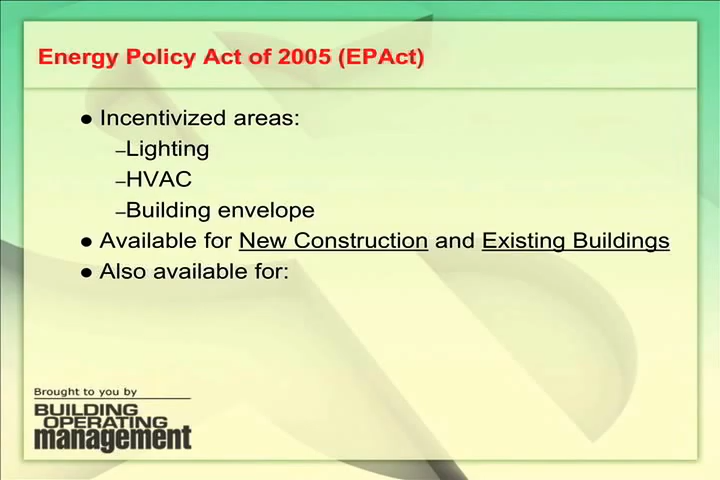 Energy Policy Act of 2005 (EPAct)
● Incentivized areas:
–Lighting
–HVAC
–Building envelope
● Available for New Construction and Existing Buildings
● Also available for:
Brought to you by
BUILDING
OPERATING
management